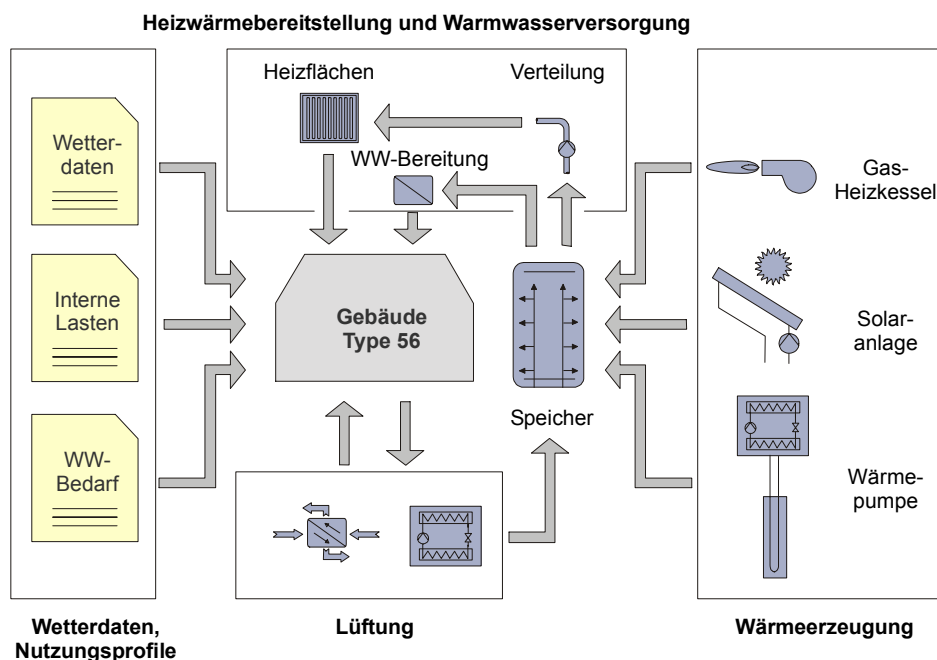 Heizwärmebereitstellung und Warmwasserversorgung
Wetter-
daten
Interne
Lasten
WW-
Bedarf
Wetterdaten,
Nutzungsprofile
Heizflächen
Verteilung
WW-Bereitung
Gebäude
Type 56
Speicher
Lüftung
Gas-
Heizkessel
Solar-
anlage
Wärme-
pumpe
Wärmeerzeugung